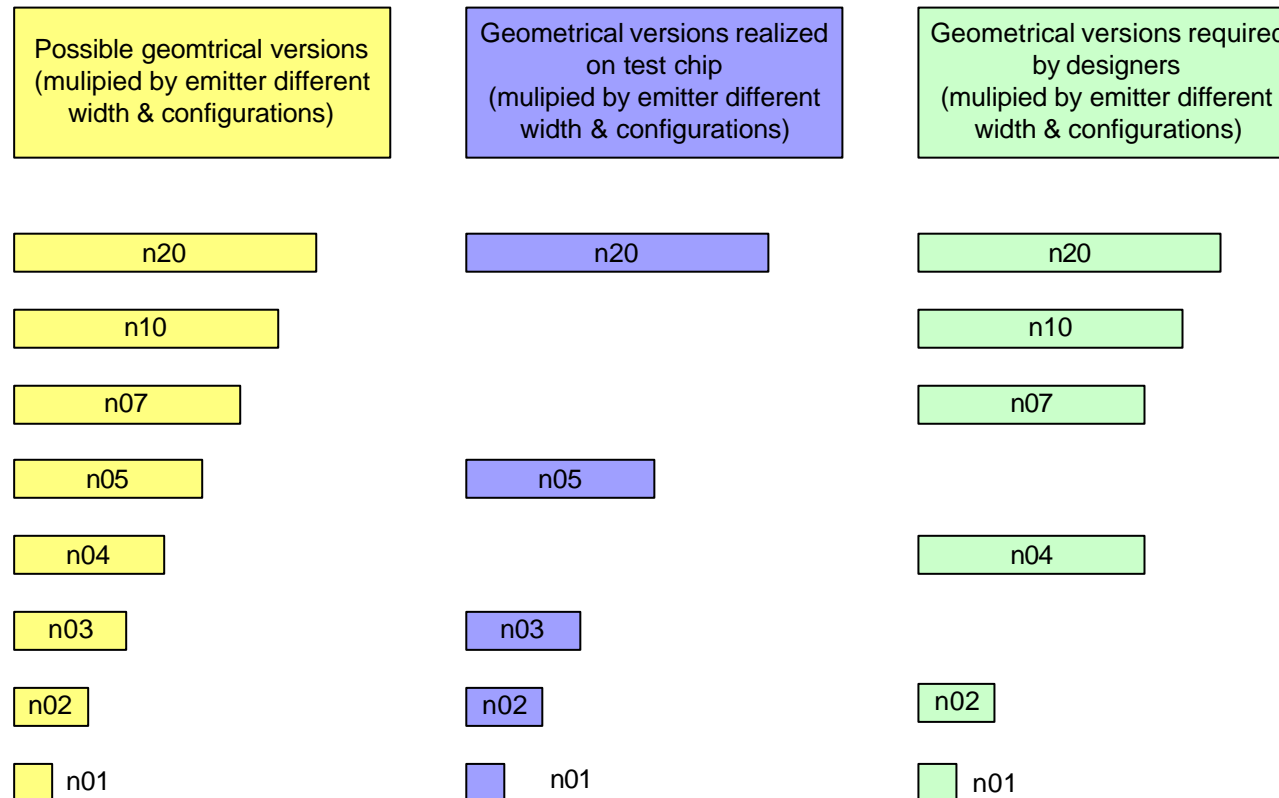 Possible geomtrical versions
(mulipied by emitter different
width & configurations)
Geometrical versions realized
on test chip
(mulipied by emitter different
width & configurations)
Geometrical versions required
by designers
(mulipied by emitter different
width & configurations)
n20
n20
n20
n10
n10
n07
n07
n05
n05
n04
n04
n03
n03
n02
n02
n02
n01
n01
n01